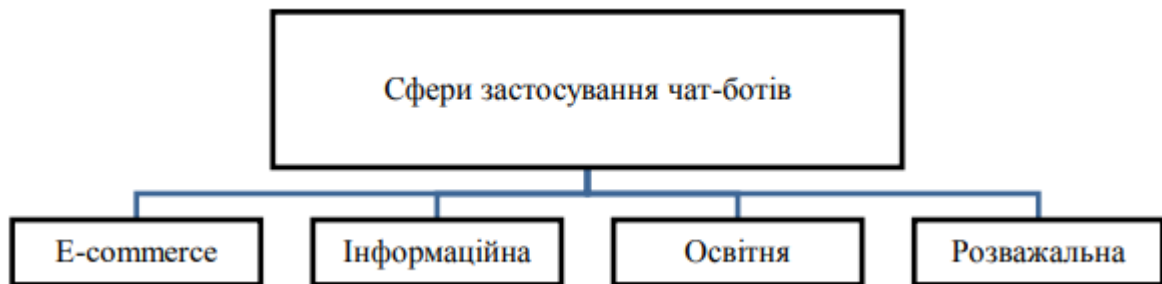 Сфери застосування чат-ботів
E-commerce
Інформаційна
Освітня
Розважальна